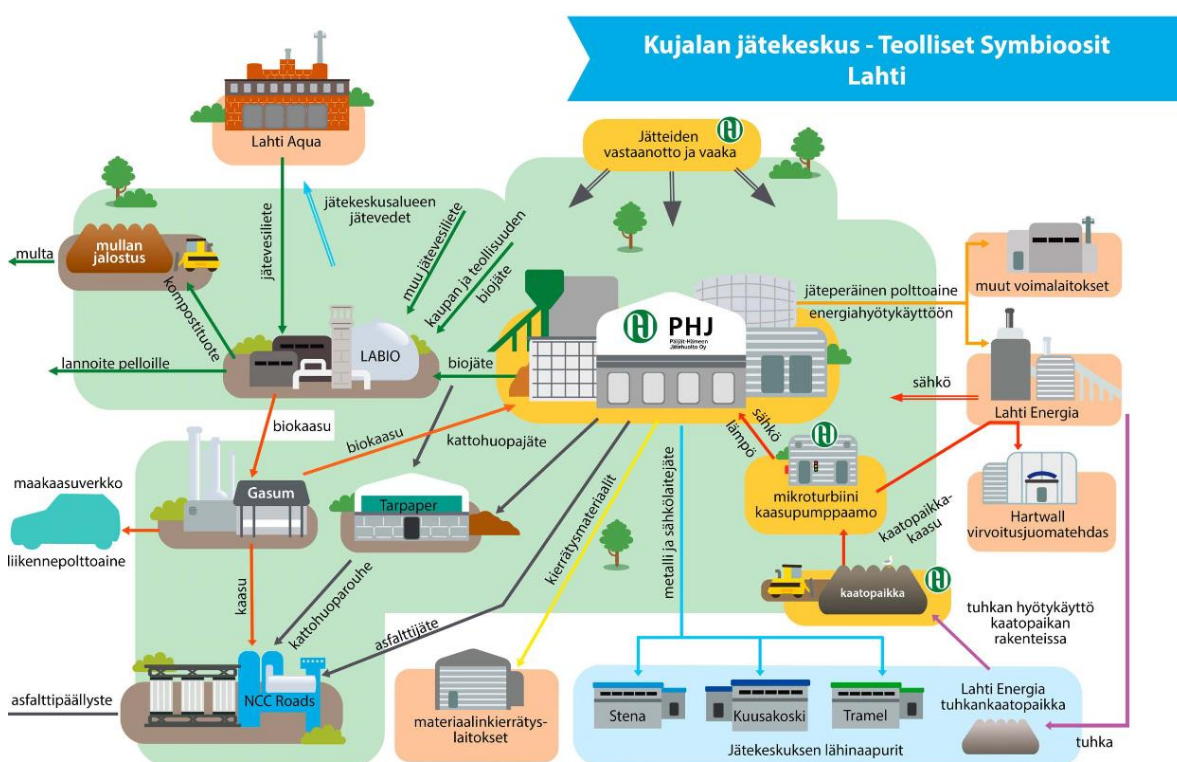 Kujalan jätekeskus - Teolliset Symbioosit
Lahti
Jätteiden
vastaanotto ja vaaka
Lahti Aqua
jätekeskusalueen
jätevedet
jätevesiliete
muu jätevesiliete
kaupan ja teollisuuden
biojäte
multa
mullan
jalostus
kompostituote
lannoite pelloille
LABIO
biojäte
PHJ
Päijät-Hämeen
Jätehuolto Oy
jäteperäinen polttoaine
energiahyötykäyttöön
muut voimalaitokset
sähkö
Lahti Energia
biokaasu
biokaasu
kattohuopajäte
sähkö
lämpö
mikroturbiini
kaasupumppaamo
kaatopaikka-
kaasu
Hartwall
virvoitusjuomatehdas
maakaasuverkko
liikennepolttoaine
Gasum
Tarpaper
kierrätysmateriaalit
metalli ja sähkölaitejäte
kaatopaikka
kaasu
kattohuoparouhe
asfalttijäte
tuhkan hyötykäyttö
kaatopaikan
rakenteissa
asfalttipäällyste
NCC Roads
materiaalinkierrätys-
laitokset
Stena
Kuusakoski
Tramel
Jätekeskuksen lähinaapurit
Lahti Energia
tuhkankaatopaikka
tuhka